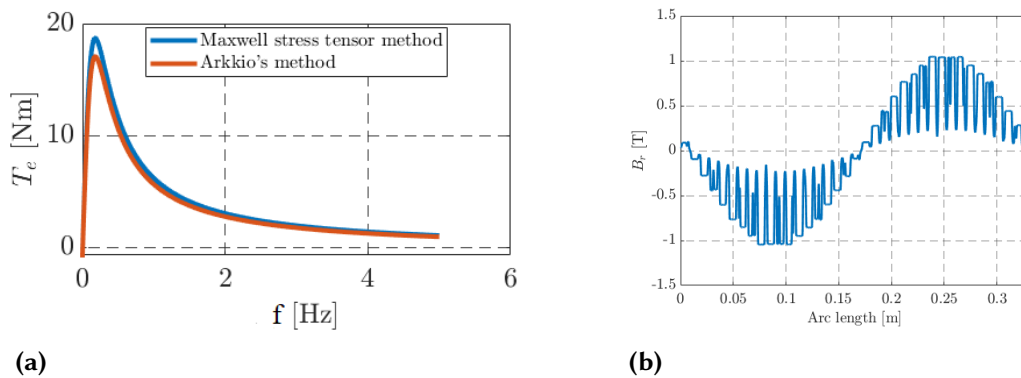 20
10
0
0
2
4
6
T_e [Nm]
f [Hz]
Maxwell stress tensor method
Arkkio's method
(a)
1.5
1
0.5
0
-0.5
-1
-1.5
0
0.05
0.1
0.15
0.2
0.25
0.3
B_r [T]
Arc length [m]
(b)